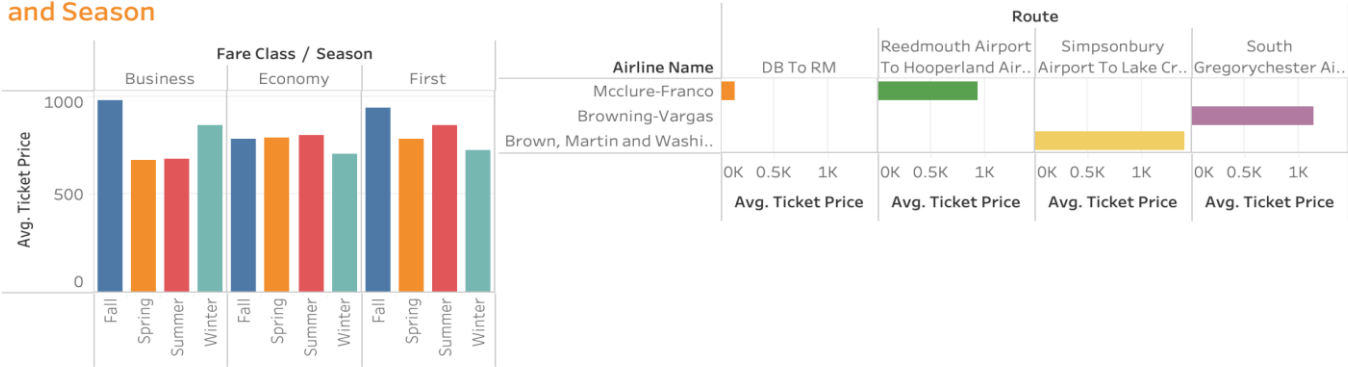 and Season
Fare Class / Season
Business Economy First
Avg. Ticket Price
1000
500
0
Fall Spring Summer Winter Fall Spring Summer Winter Fall Spring Summer Winter
Route
Airline Name
DB To RM
Reedmouth Airport
To Hooperland Air..
Simpsonbury
Airport To Lake Cr..
South
Gregorychester Ai..
Mcclure-Franco
Browning-Vargas
Brown, Martin and Washi..
0K 0.5K 1K 0K 0.5K 1K 0K 0.5K 1K 0K 0.5K 1K
Avg. Ticket Price Avg. Ticket Price Avg. Ticket Price Avg. Ticket Price